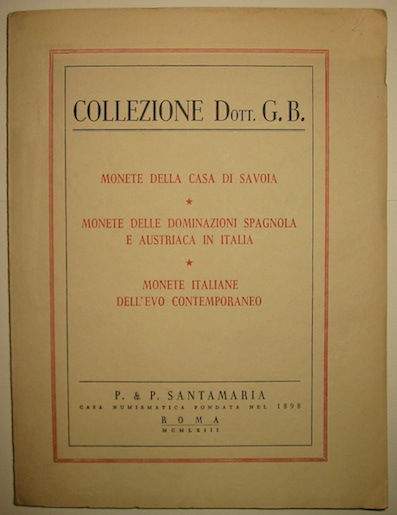 COLLEZIONE DOTT. G. B.
MONETE DELLA CASA DI SAVOIA
★
MONETE DELLE DOMINAZIONI SPAGNOLA
E AUSTRIACA IN ITALIA
★
MONETE ITALIANE
DELL'EVO CONTEMPORANEO
P. & P. SANTAMARIA
CASA NUMISMATICA FONDATA NEL 1898
ROMA
MCMLXIII